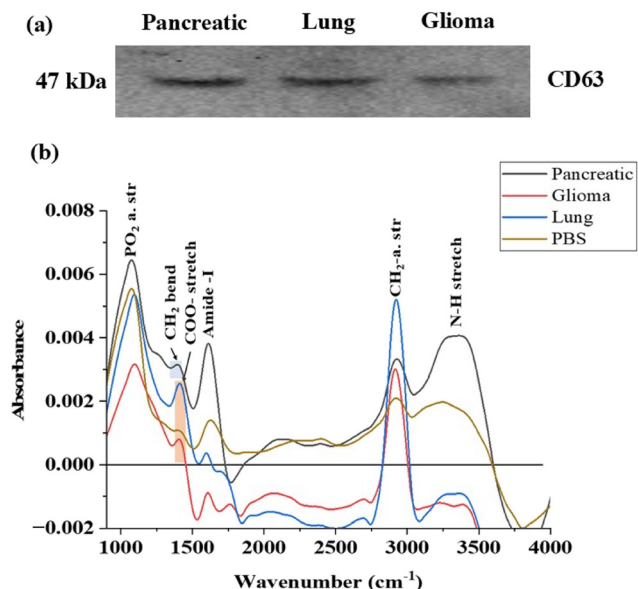 (a)
Pancreatic Lung Glioma
47 kDa CD63
(b)
Pancreatic
Glioma
Lung
PBS
PO2 a. str
CH2 bend
COO- stretch
Amide -I
CH2-a. str
N-H stretch
Absorbance
0.008
0.006
0.004
0.002
0.000
−0.002
1000 1500 2000 2500 3000 3500 4000
Wavenumber (cm-1)